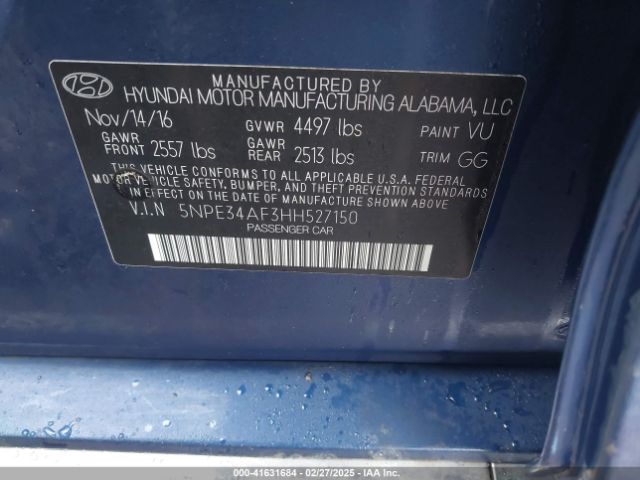 MANUFACTURED BY
HYUNDAI MOTOR MANUFACTURING ALABAMA, LLC
Nov/14/16 GVWR 4497 lbs PAINT VU
GAWR FRONT 2557 lbs GAWR REAR 2513 lbs TRIM GG
THIS VEHICLE CONFORMS TO ALL APPLICABLE U.S.A. FEDERAL
MOTOR VEHICLE SAFETY, BUMPER, AND THEFT PREVENTION STANDARDS
IN EFFECT ON THE DATE OF MANUFACTURE SHOWN ABOVE.
V.I.N 5NPE34AF3HH527150
PASSENGER CAR
000-41631684 - 02/27/2025 - IAA Inc.